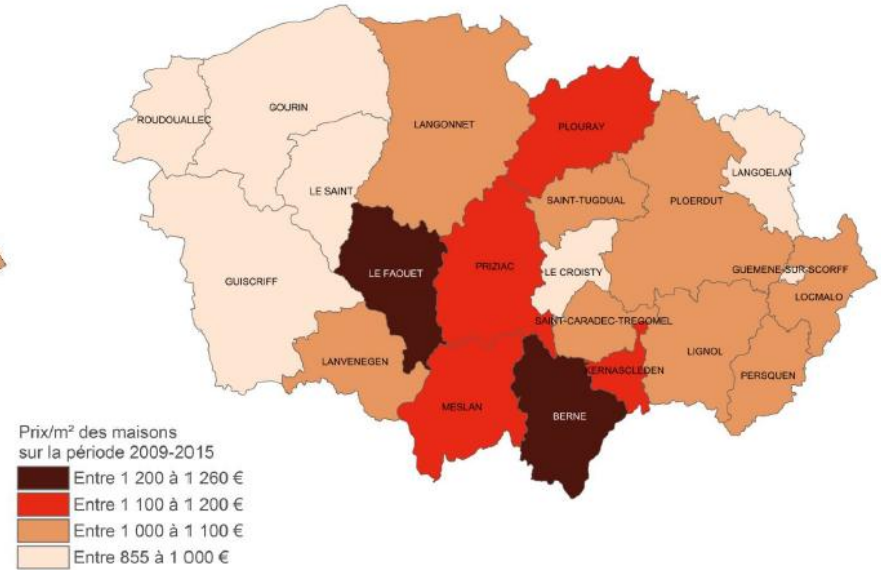 GOURIN
ROUDOUALLEC
LANGONNET
PLOURAY
LANGOELAN
LE SAINT
SAINT-TUGDUAL
PLOERDUT
LE FAOUET
PRIZIAC
LE CROISTY
GUEMENE-SUR-SCORFF
GUISCRIFF
LOCMALO
SAINT-CARADEC-TREGOMEL
LIGNOL
LANVENEGEN
KERNASCLEDEN
PERSQUEN
MESLAN
BERNE
Prix/m² des maisons
sur la période 2009-2015
Entre 1 200 à 1 260 €
Entre 1 100 à 1 200 €
Entre 1 000 à 1 100 €
Entre 855 à 1 000 €